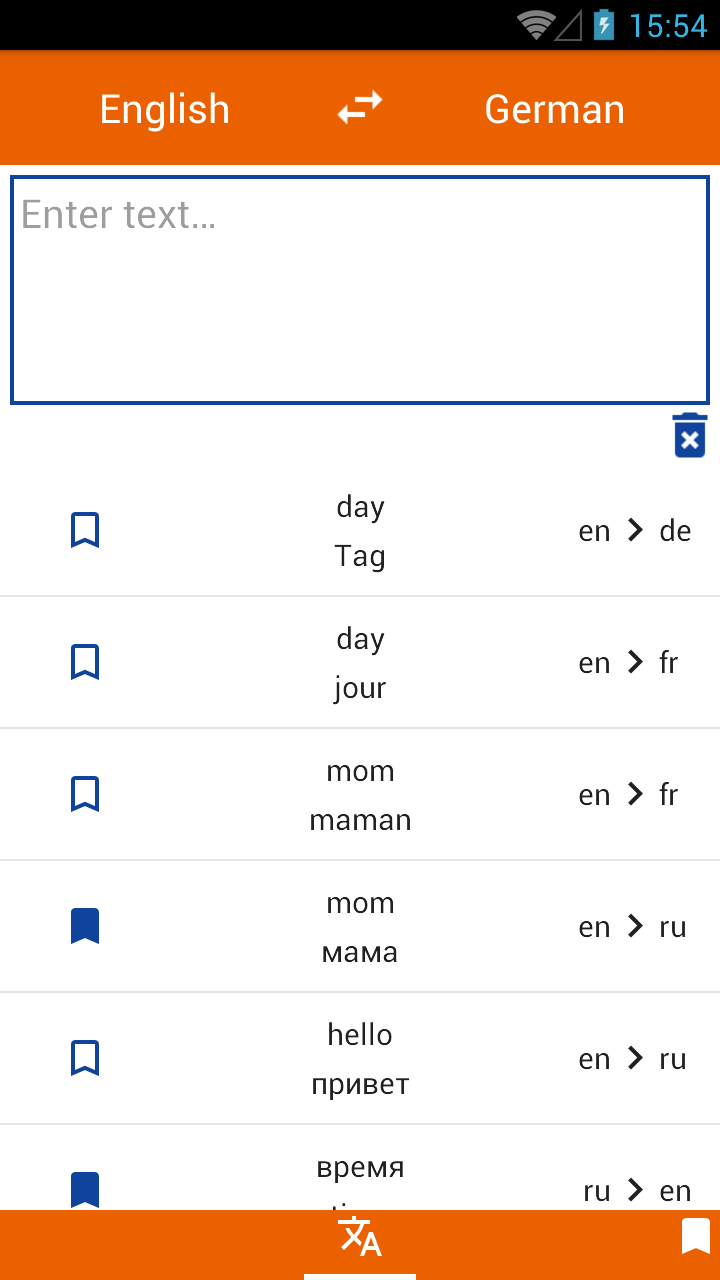 15:54
English German
Enter text...
day
en de
Tag
day
en fr
jour
mom
en fr
maman
mom
en ru
мама
hello
en ru
привет
время
ru en